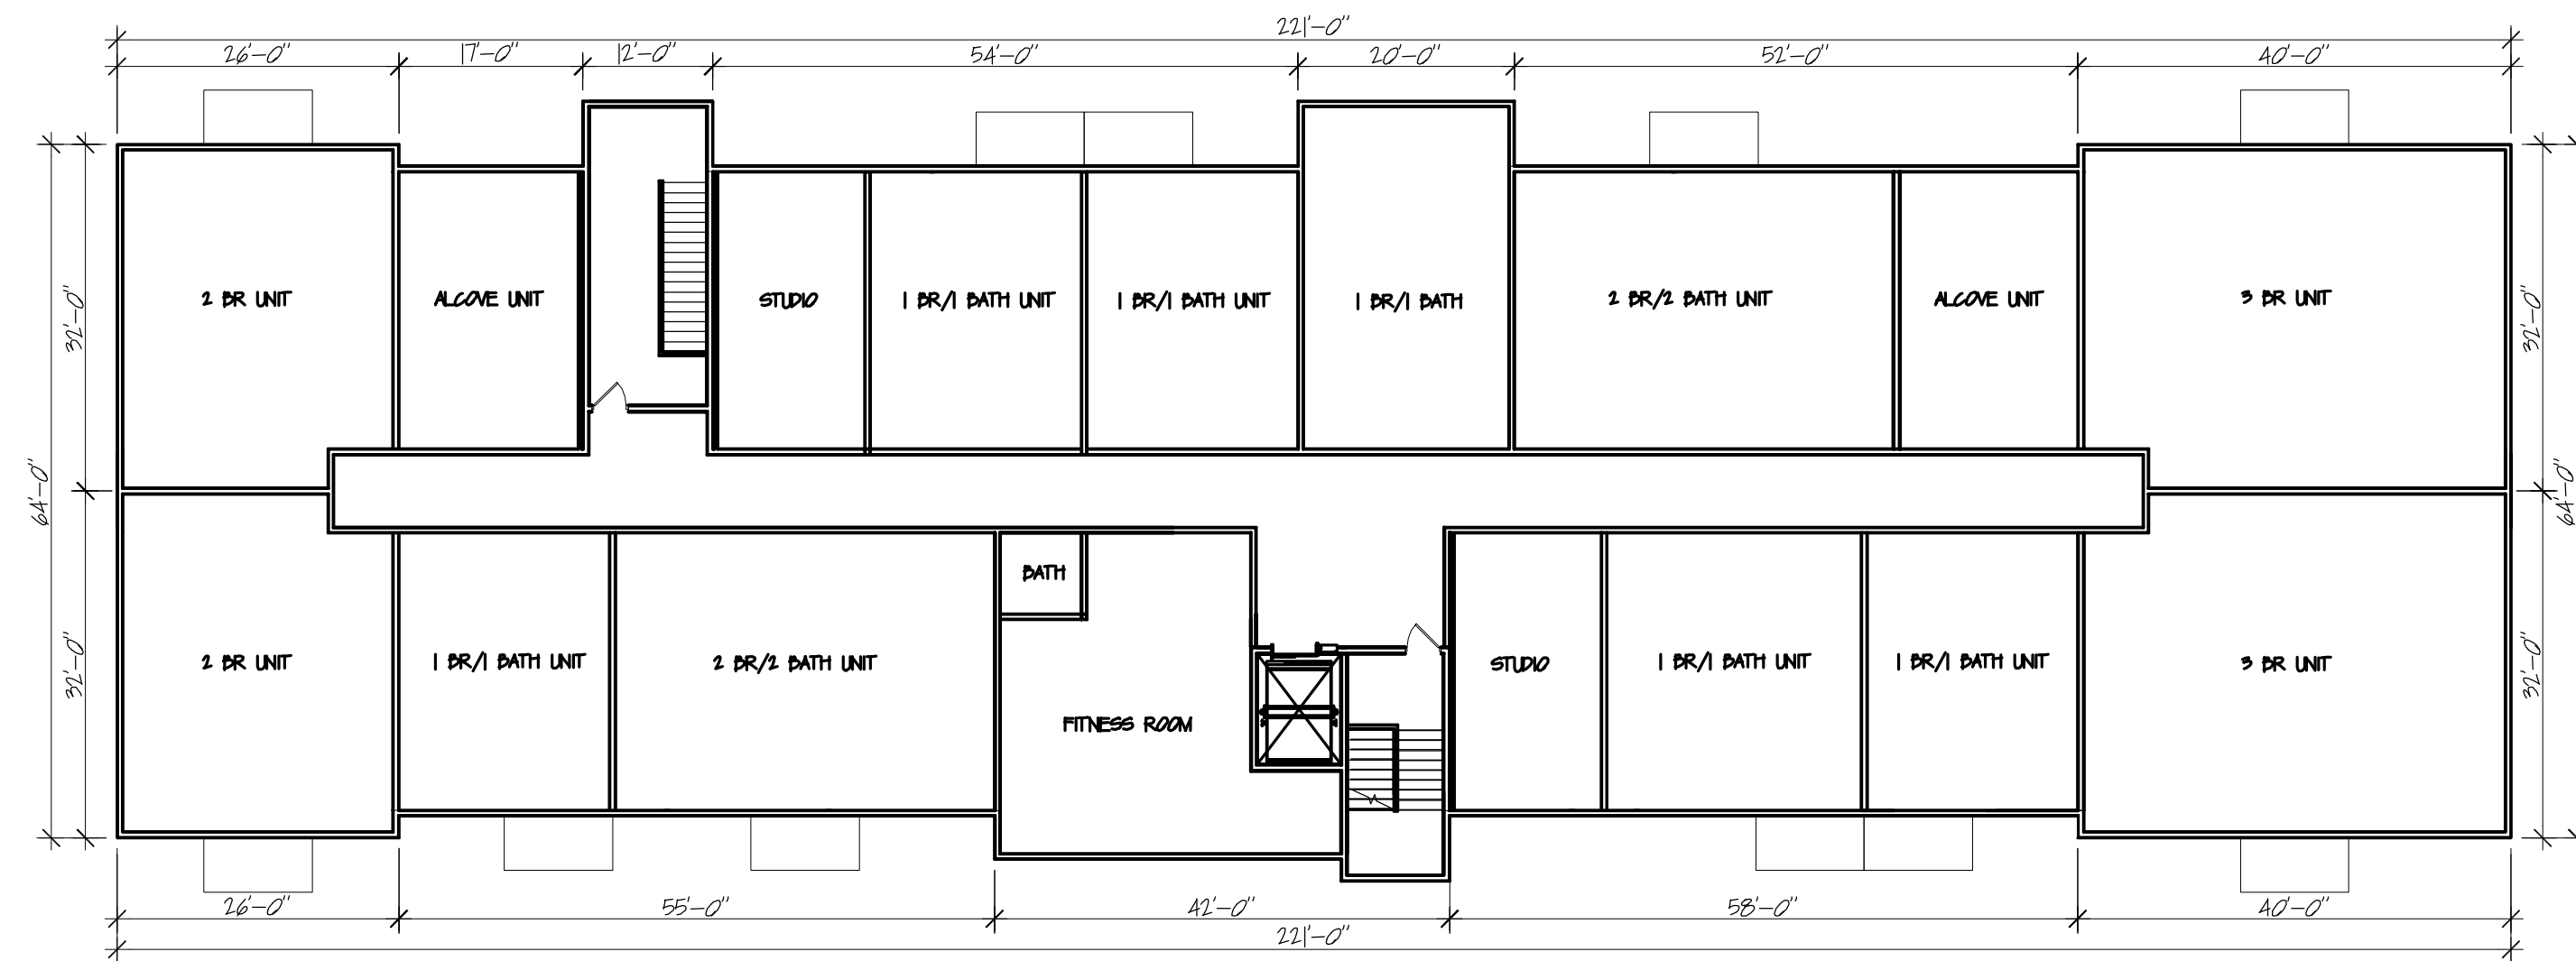 221'-0"
26'-0" 17'-0" 12'-0" 54'-0" 20'-0" 52'-0" 40'-0"
2 BR UNIT ALCOVE UNIT STUDIO 1 BR/1 BATH UNIT 1 BR/1 BATH UNIT 1 BR/1 BATH 2 BR/2 BATH UNIT ALCOVE UNIT 3 BR UNIT
32'-0" 32'-0"
64'-0" 64'-0"
BATH
2 BR UNIT 1 BR/1 BATH UNIT 2 BR/2 BATH UNIT STUDIO 1 BR/1 BATH UNIT 1 BR/1 BATH UNIT 3 BR UNIT
32'-0" 32'-0"
FITNESS ROOM
26'-0" 55'-0" 42'-0" 58'-0" 40'-0"
221'-0"